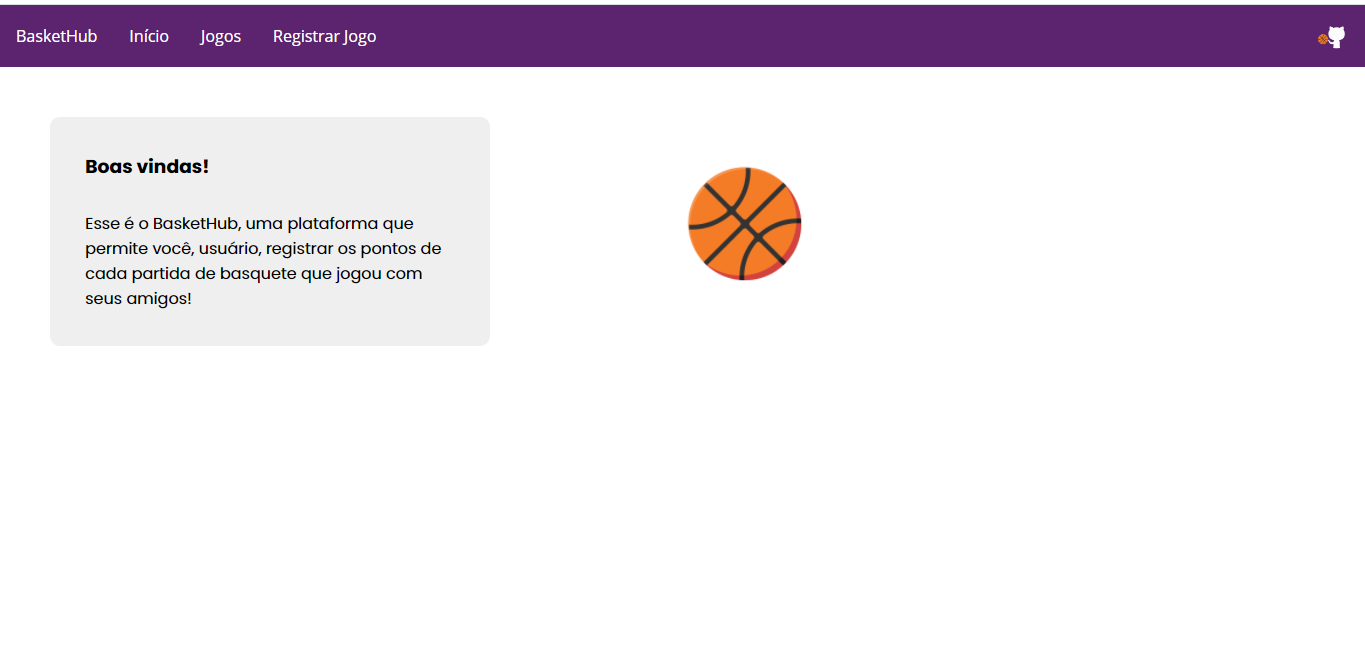 BasketHub Início Jogos Registrar Jogo
Boas vindas!
Esse é o BasketHub, uma plataforma que
permite você, usuário, registrar os pontos de
cada partida de basquete que jogou com
seus amigos!